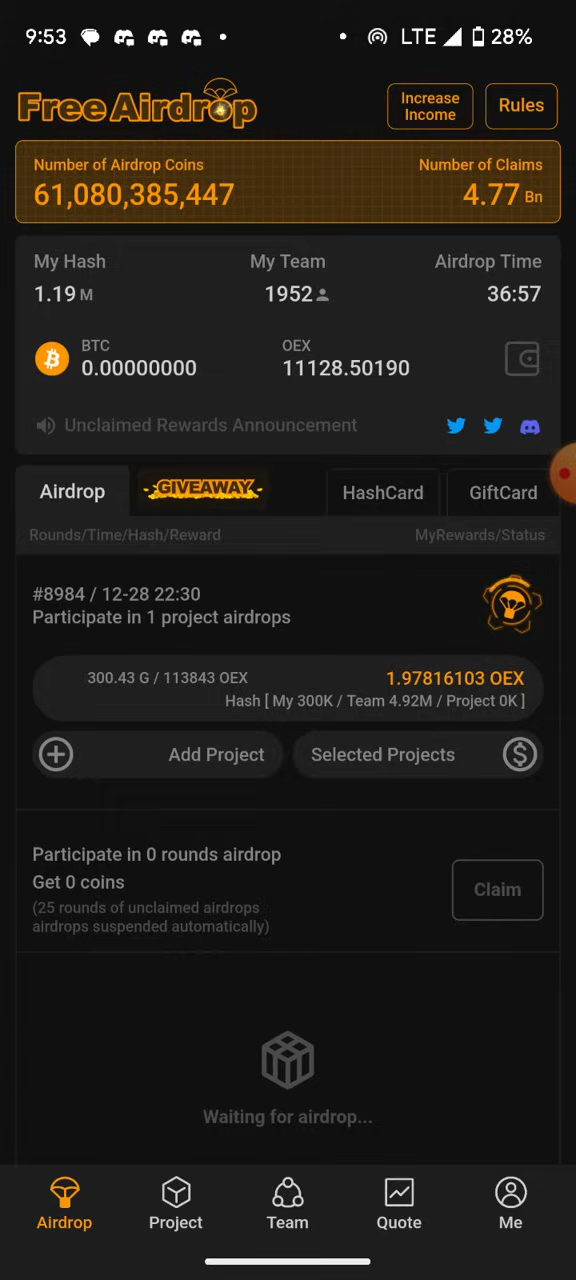 9:53 LTE 28%
Free Airdrop
Increase Income
Rules
Number of Airdrop Coins Number of Claims
61,080,385,447 4.77 Bn
My Hash My Team Airdrop Time
1.19 M 1952 36:57
BTC OEX
0.00000000 11128.50190
Unclaimed Rewards Announcement
Airdrop GIVEAWAY HashCard GiftCard
Rounds/Time/Hash/Reward MyRewards/Status
#8984 / 12-28 22:30
Participate in 1 project airdrops
300.43 G / 113843 OEX 1.97816103 OEX
Hash [ My 300K / Team 4.92M / Project 0K ]
Add Project Selected Projects
Participate in 0 rounds airdrop
Get 0 coins
(25 rounds of unclaimed airdrops
airdrops suspended automatically)
Claim
Waiting for airdrop...
Airdrop Project Team Quote Me